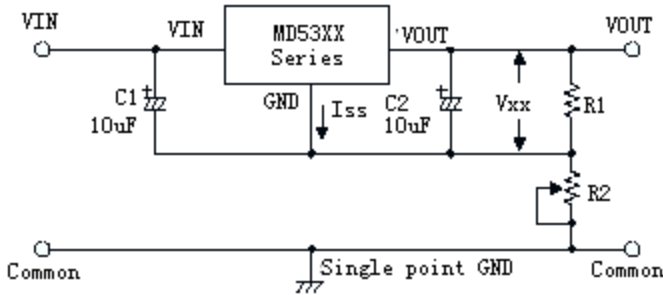 VIN
VIN
MD53XX
Series
VOUT
VOUT
C1
10uF
GND
Iss
C2
10uF
Vxx
R1
R2
Common
Single point GND
Common